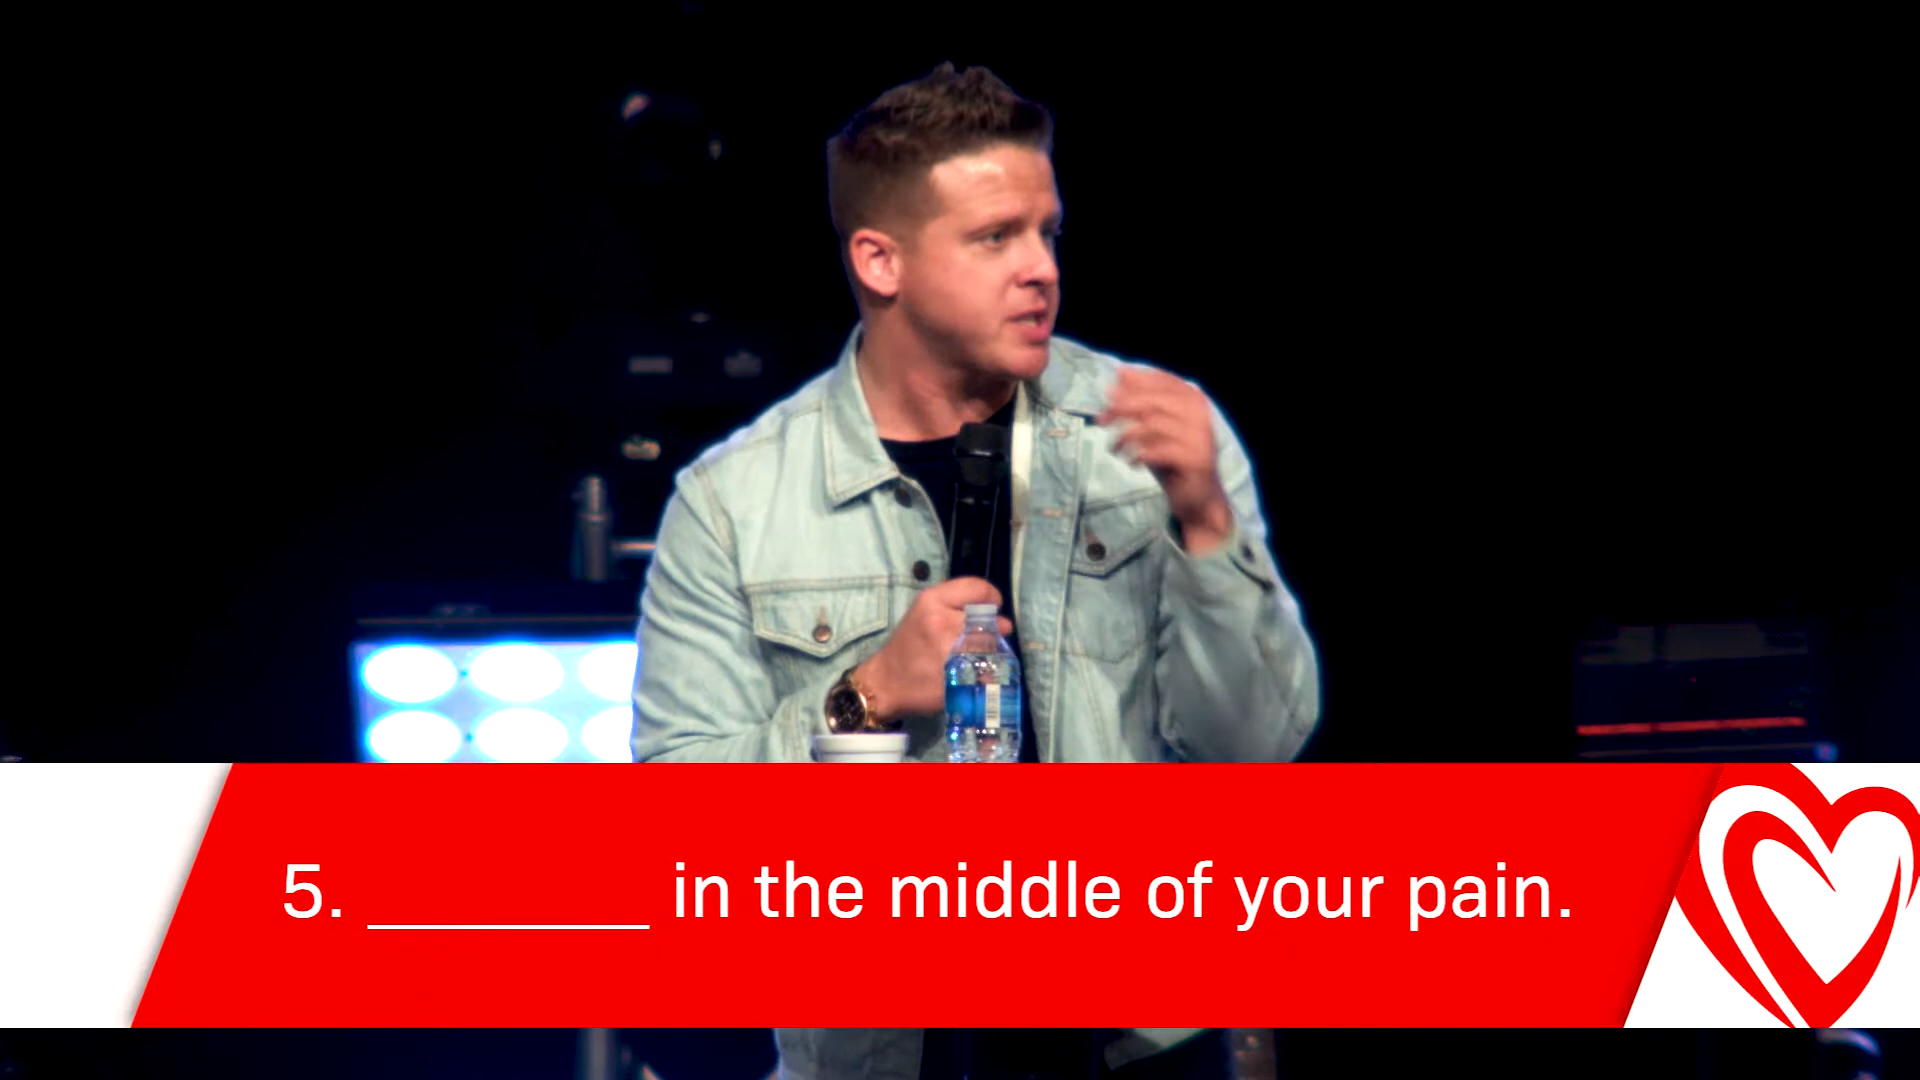 5. ________ in the middle of your pain.